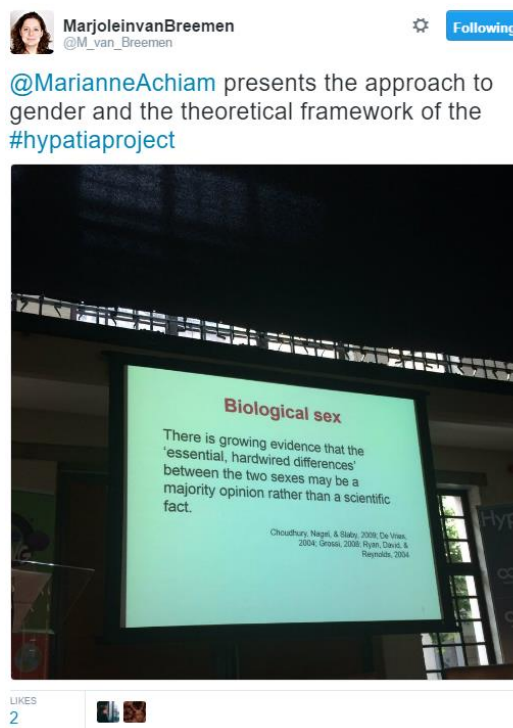 MarjoleinvanBreemen
@M_van_Breemen
Following
@MarianneAchiam presents the approach to
gender and the theoretical framework of the
#hypatiaproject
Biological sex
There is growing evidence that the
'essential, hardwired differences'
between the two sexes may be a
majority opinion rather than a scientific
fact.
Choudhury, Nagel, & Slaby, 2009; De Vries,
2004; Grossi, 2008; Ryan, David, &
Reynolds, 2004
Hyp
LIKES
2